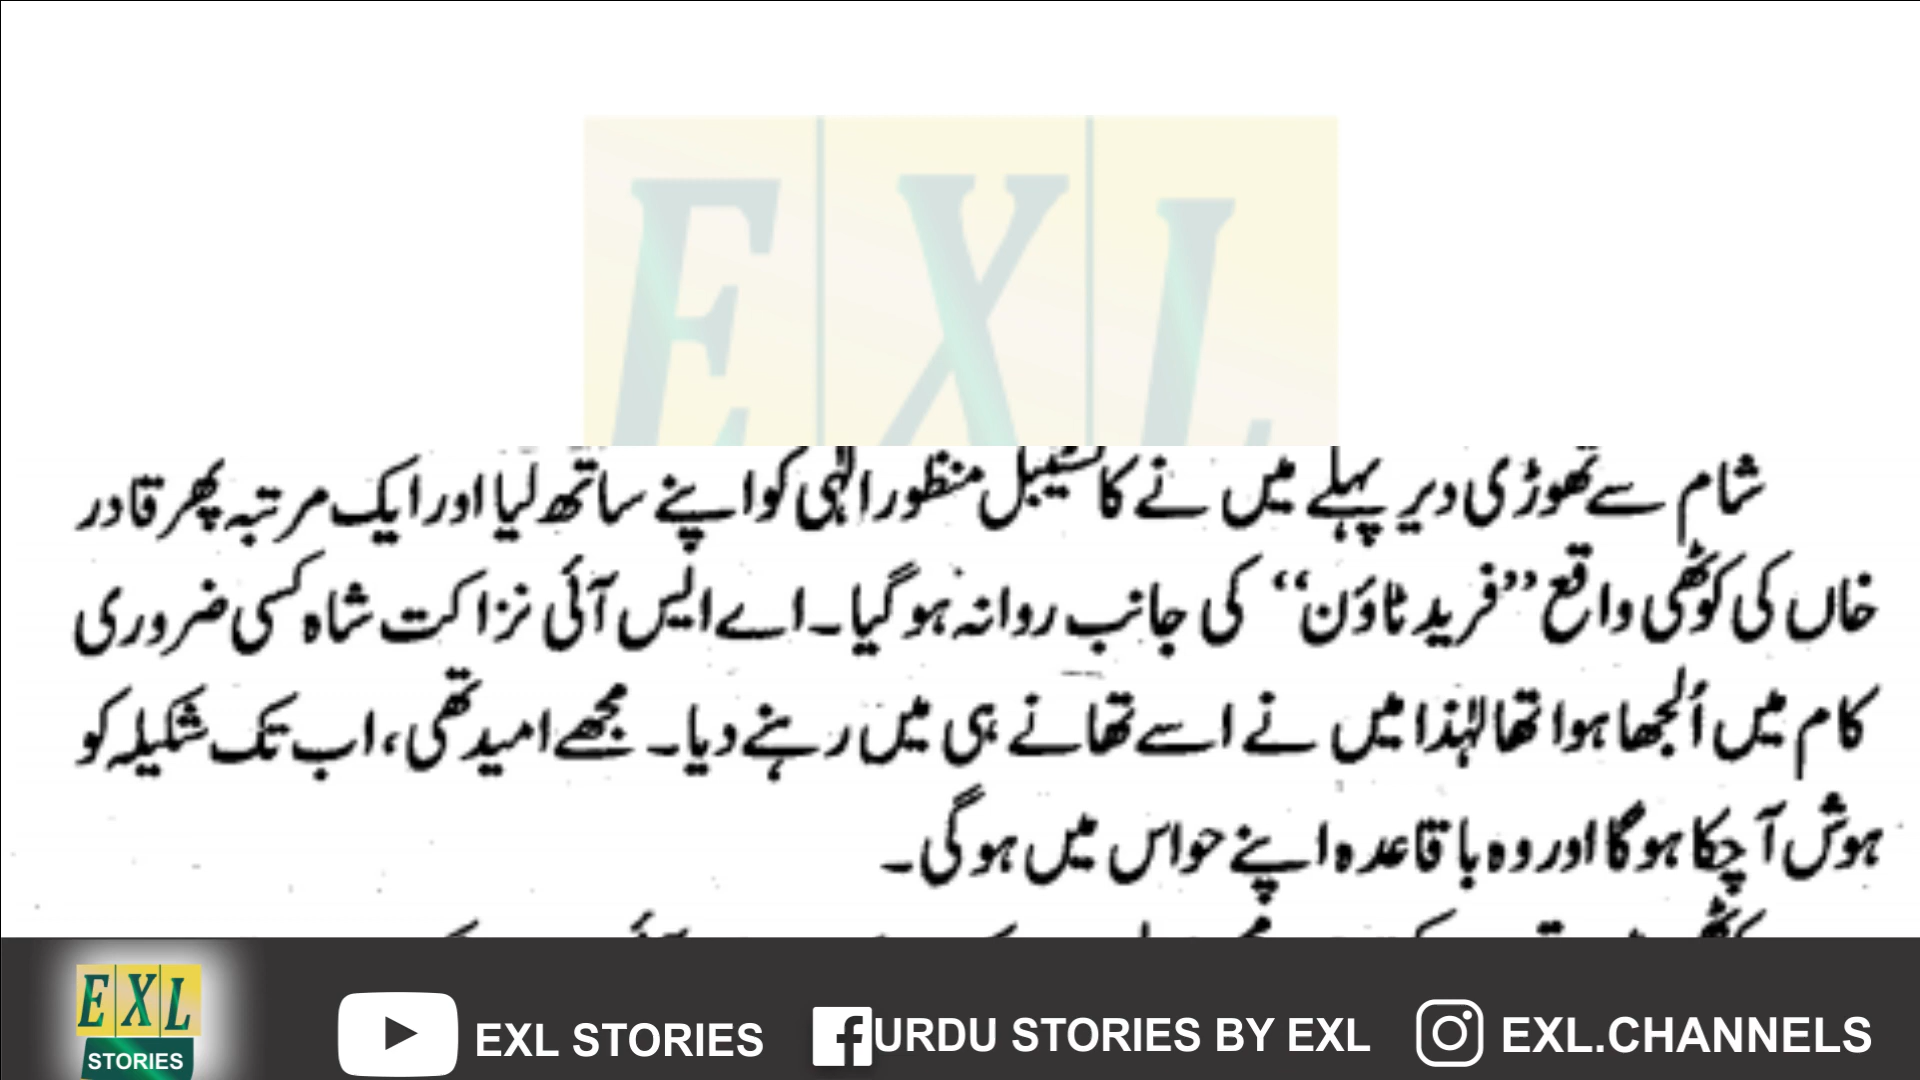 EXL
شام سے تھوڑی دیر پہلے میں نے کانسٹیبل منظور الٰہی کو اپنے ساتھ لیا اور ایک مرتبہ پھر قادر
خاں کی کوٹھی واقع ’’فرید ٹاؤن‘‘ کی جانب روانہ ہو گیا۔ اے ایس آئی نزاکت شاہ کسی ضروری
کام میں اُلجھا ہوا تھا لہٰذا میں نے اسے تھانے ہی میں رہنے دیا۔ مجھے امید تھی، اب تک شکیلہ کو
ہوش آ چکا ہو گا اور وہ باقاعدہ اپنے حواس میں ہو گی۔
EXL
STORIES
EXL STORIES
URDU STORIES BY EXL
EXL.CHANNELS